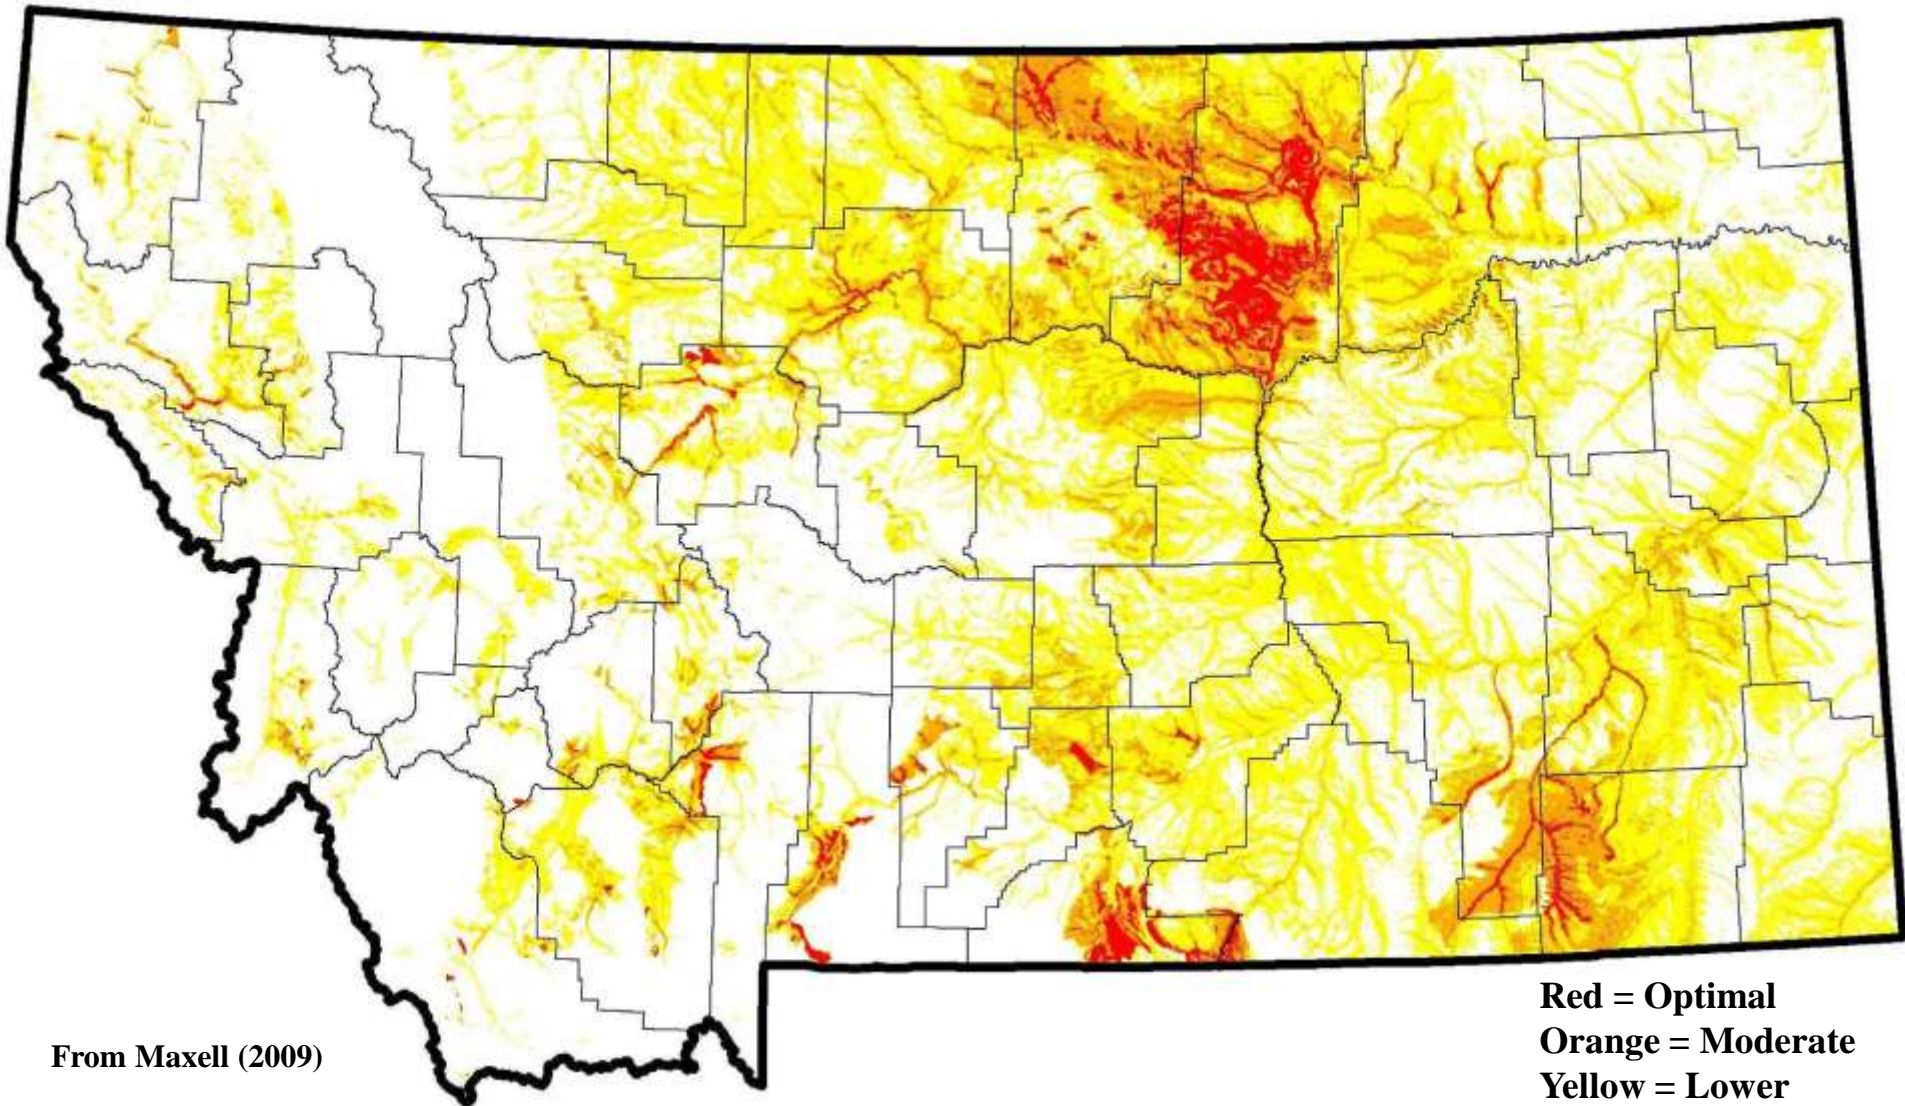 From Maxell (2009)
Red = Optimal
Orange = Moderate
Yellow = Lower